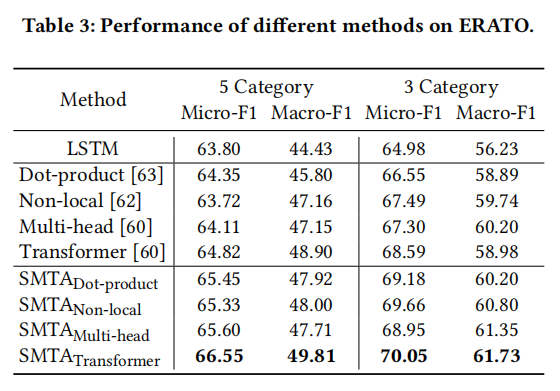 Table 3: Performance of different methods on ERATO.
Method 5 Category 3 Category
Micro-F1 Macro-F1 Micro-F1 Macro-F1
LSTM 63.80 44.43 64.98 56.23
Dot-product [63] 64.35 45.80 66.55 58.89
Non-local [62] 63.72 47.16 67.49 59.74
Multi-head [60] 64.11 47.15 67.30 60.20
Transformer [60] 64.82 48.90 68.59 58.98
SMTADot-product 65.45 47.92 69.18 60.20
SMTANon-local 65.33 48.00 69.66 60.80
SMTAMulti-head 65.60 47.71 68.95 61.35
SMTATransformer 66.55 49.81 70.05 61.73